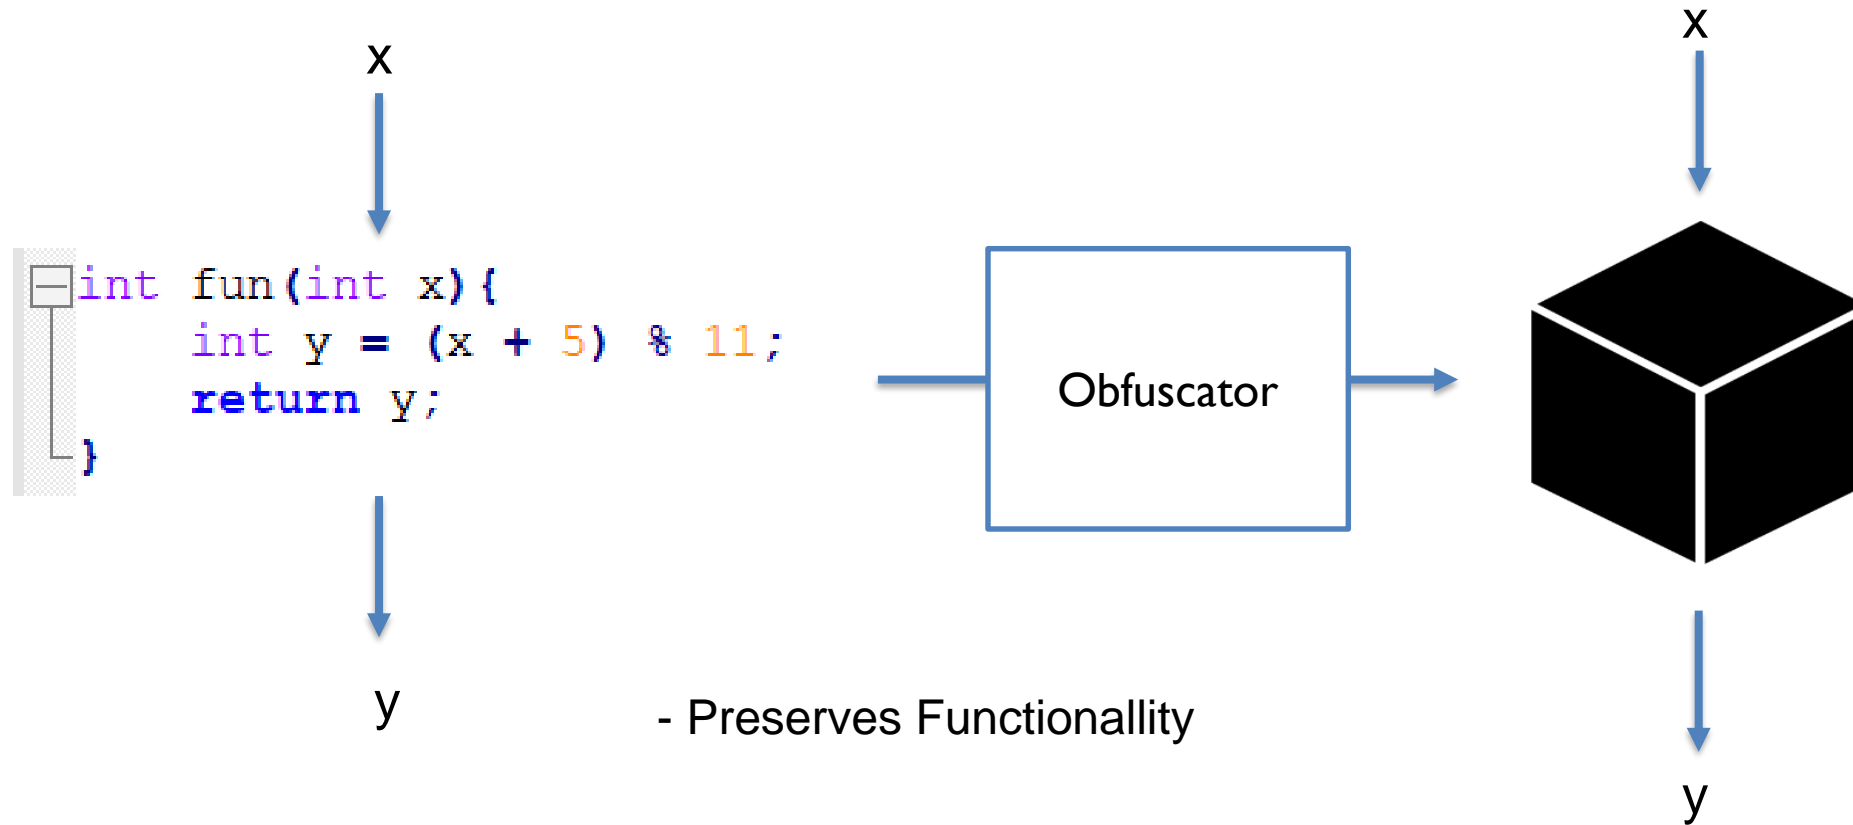 x
int fun(int x){
int y = (x + 5) % 11;
return y;
}
y
Obfuscator
- Preserves Functionallity
x
y